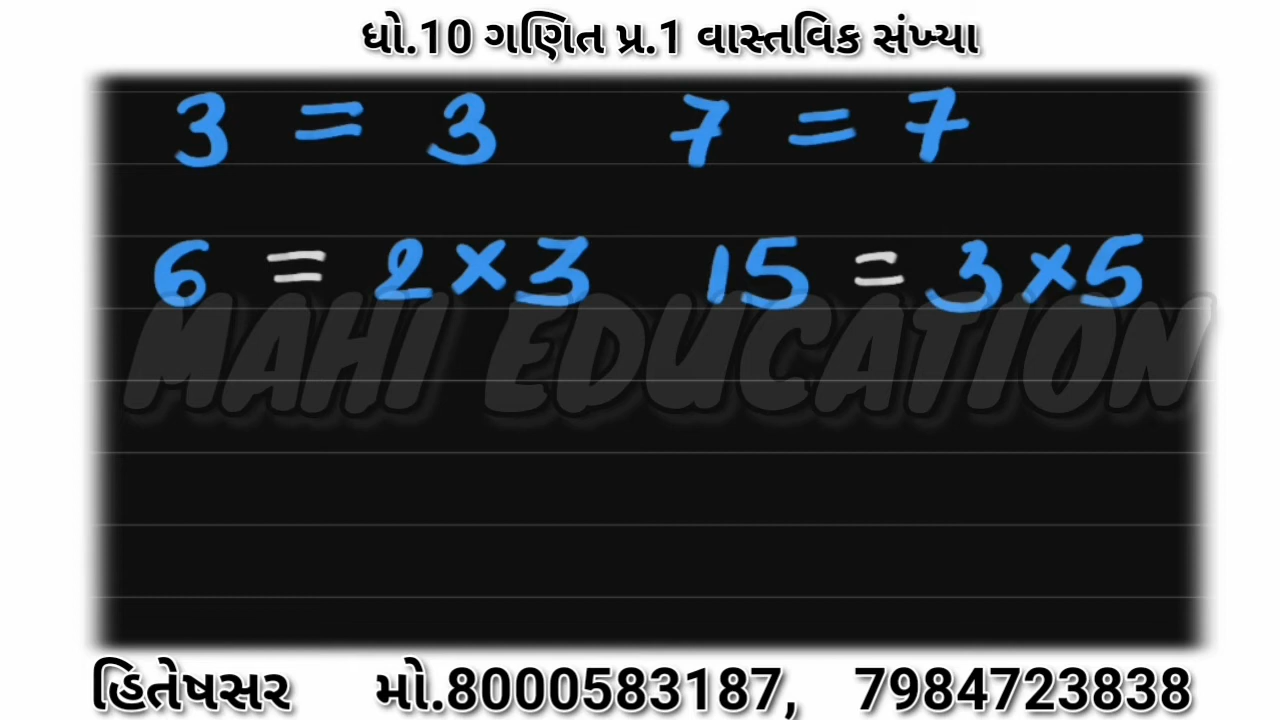 ધો.10 ગણિત પ્ર.1 વાસ્તવિક સંખ્યા
3 = 3 7 = 7
6 = 2 × 3 15 = 3 × 5
MAHI EDUCATION
હિતેષસર મો.8000583187, 7984723838